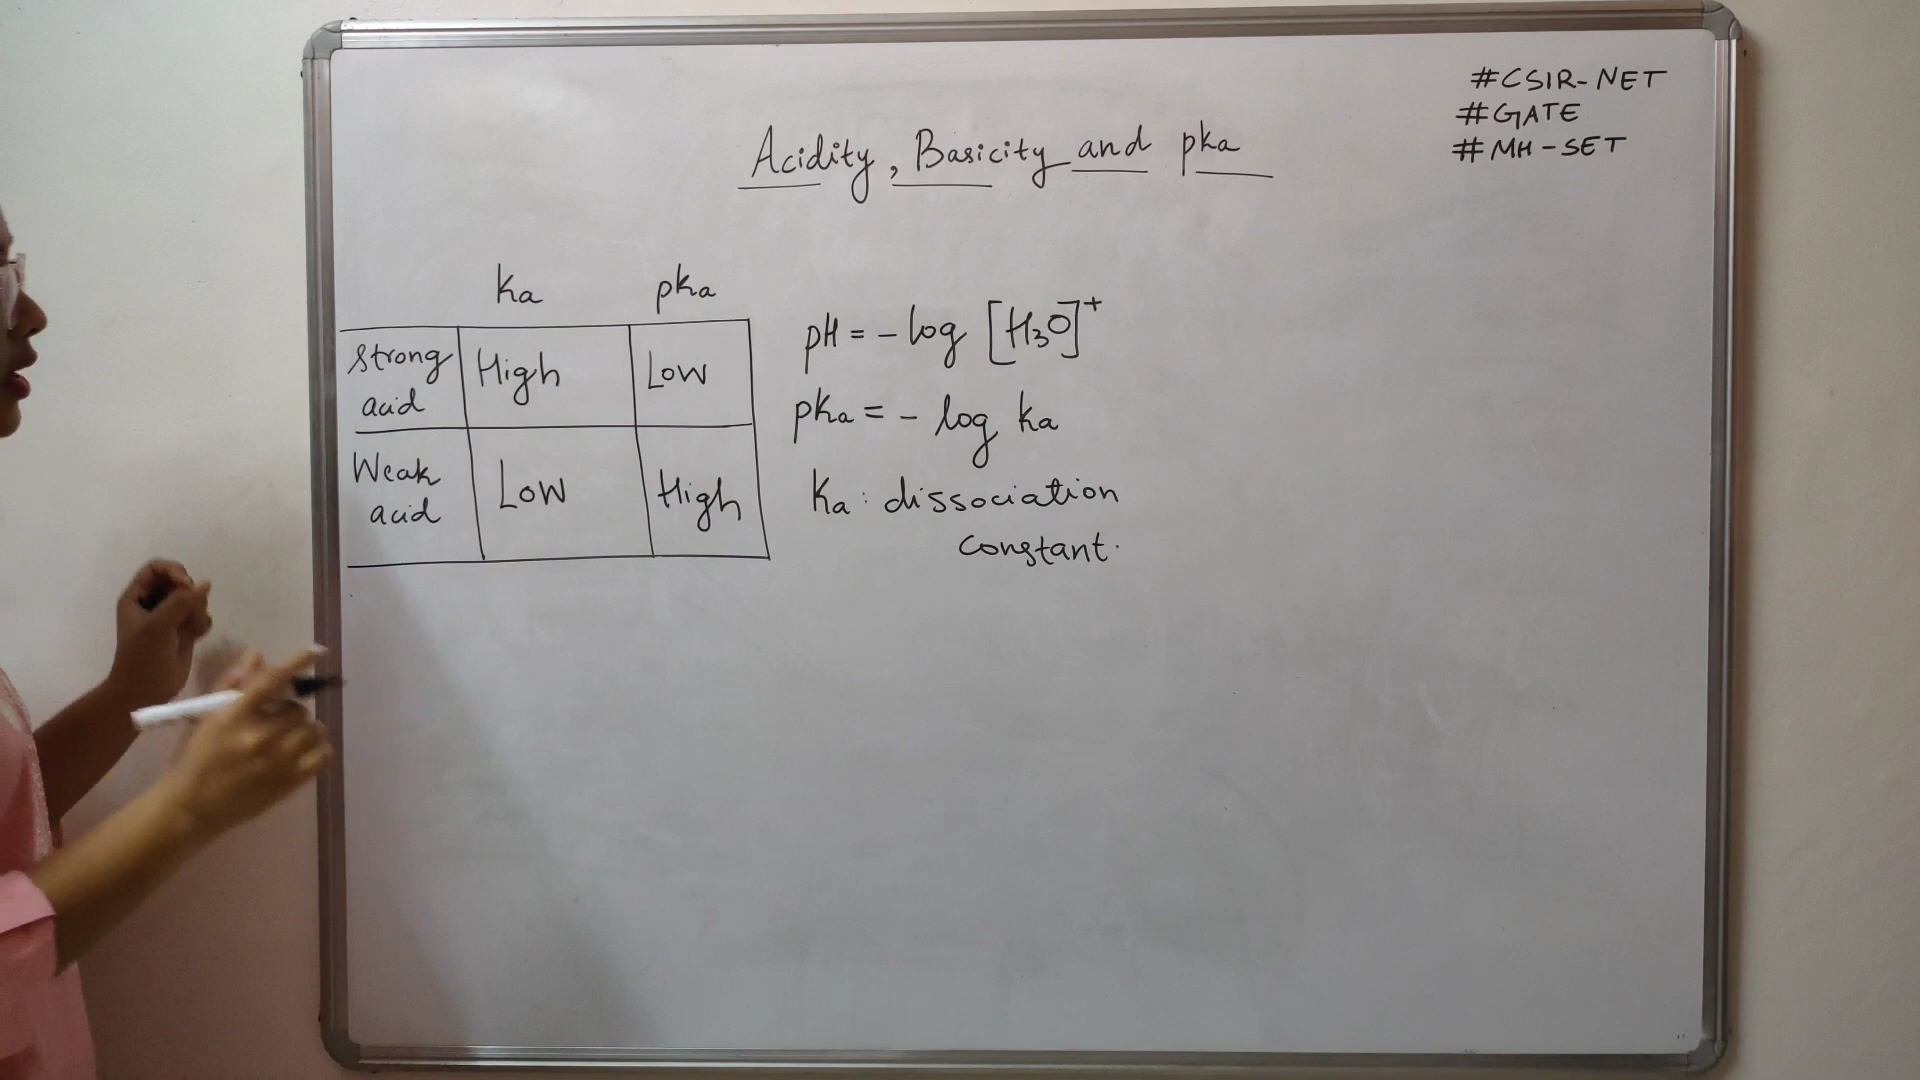 #CSIR-NET
#GATE
#MH-SET
Acidity, Basicity and pka
ka pka
Strong acid High Low
Weak acid Low High
pH = - log [H3O]+
pka = - log ka
Ka : dissociation
constant.